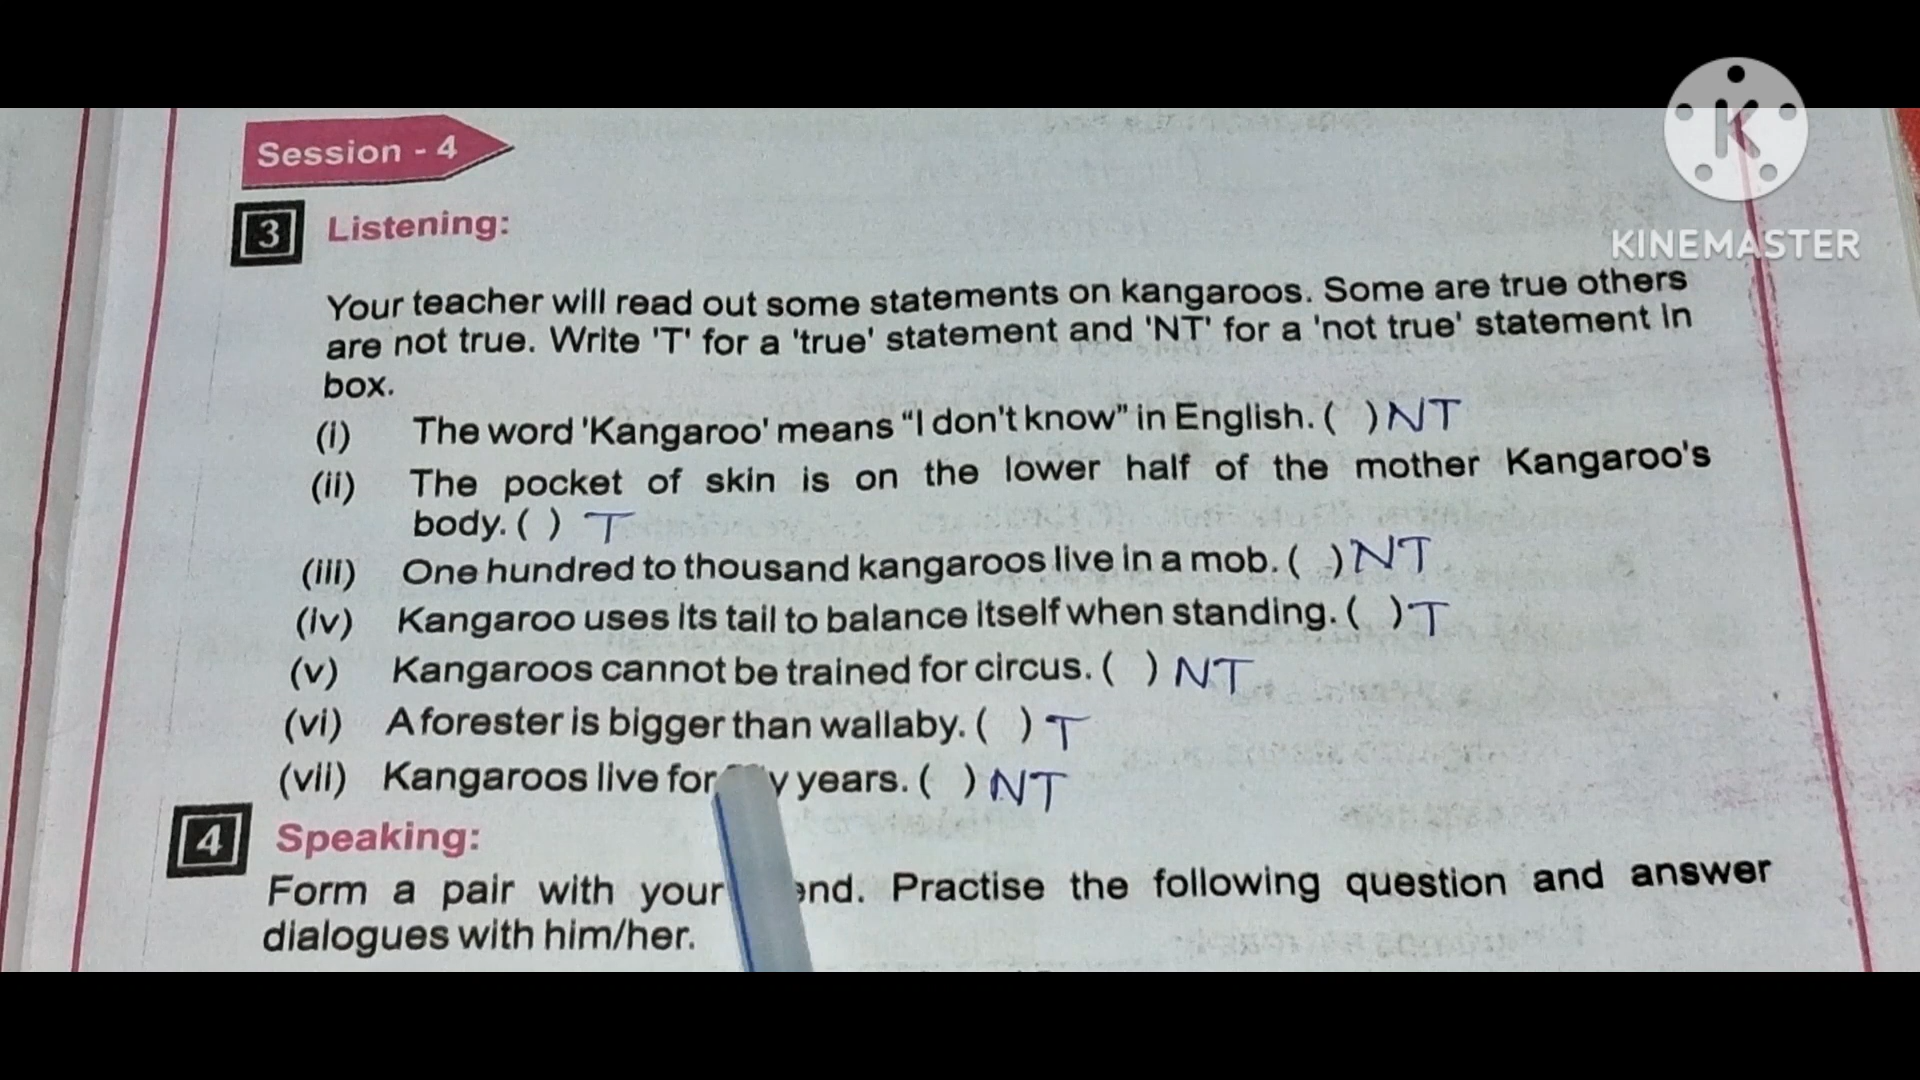 K
KINEMASTER
Session - 4
3 Listening:
Your teacher will read out some statements on kangaroos. Some are true others
are not true. Write 'T' for a 'true' statement and 'NT' for a 'not true' statement in
box.
(i) The word 'Kangaroo' means “I don't know” in English. ( ) NT
(ii) The pocket of skin is on the lower half of the mother Kangaroo's
body. ( ) T
(iii) One hundred to thousand kangaroos live in a mob. ( ) NT
(iv) Kangaroo uses its tail to balance itself when standing. ( ) T
(v) Kangaroos cannot be trained for circus. ( ) NT
(vi) A forester is bigger than wallaby. ( ) T
(vii) Kangaroos live for years. ( ) NT
4 Speaking:
Form a pair with your Practise the following question and answer
dialogues with him/her.